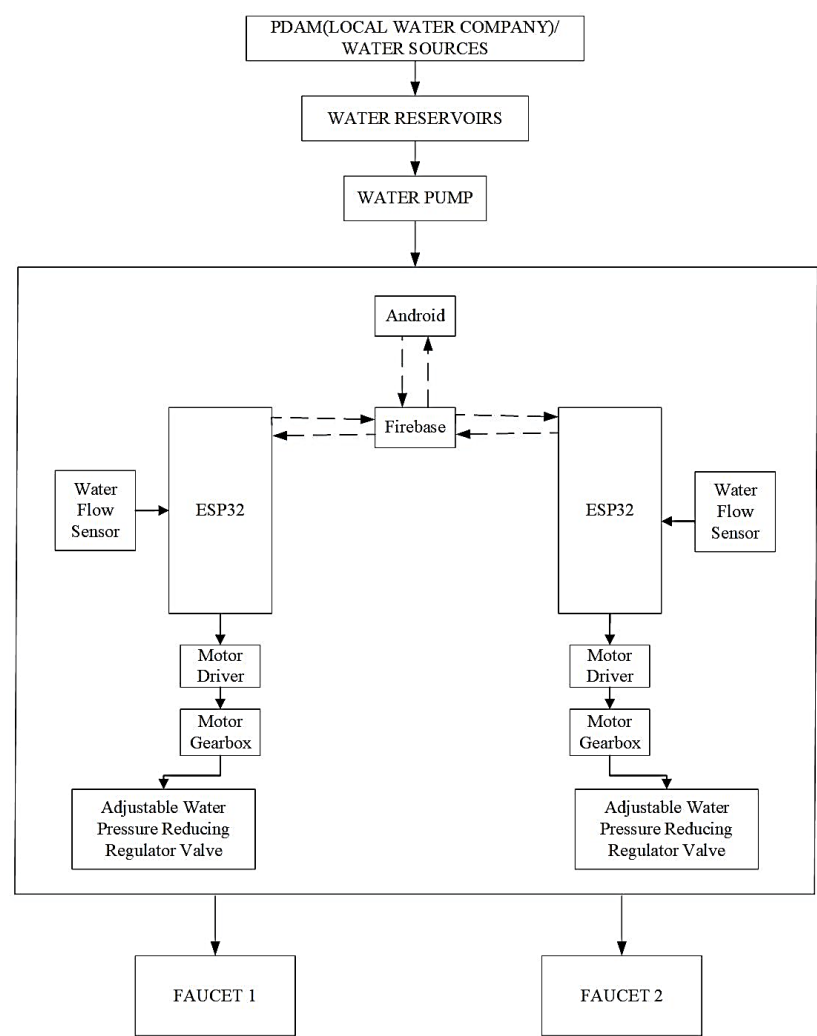 PDAM(LOCAL WATER COMPANY)/
WATER SOURCES
WATER RESERVOIRS
WATER PUMP
Android
Firebase
Water
Flow
Sensor
ESP32
ESP32
Water
Flow
Sensor
Motor
Driver
Motor
Driver
Motor
Gearbox
Motor
Gearbox
Adjustable Water
Pressure Reducing
Regulator Valve
Adjustable Water
Pressure Reducing
Regulator Valve
FAUCET 1
FAUCET 2